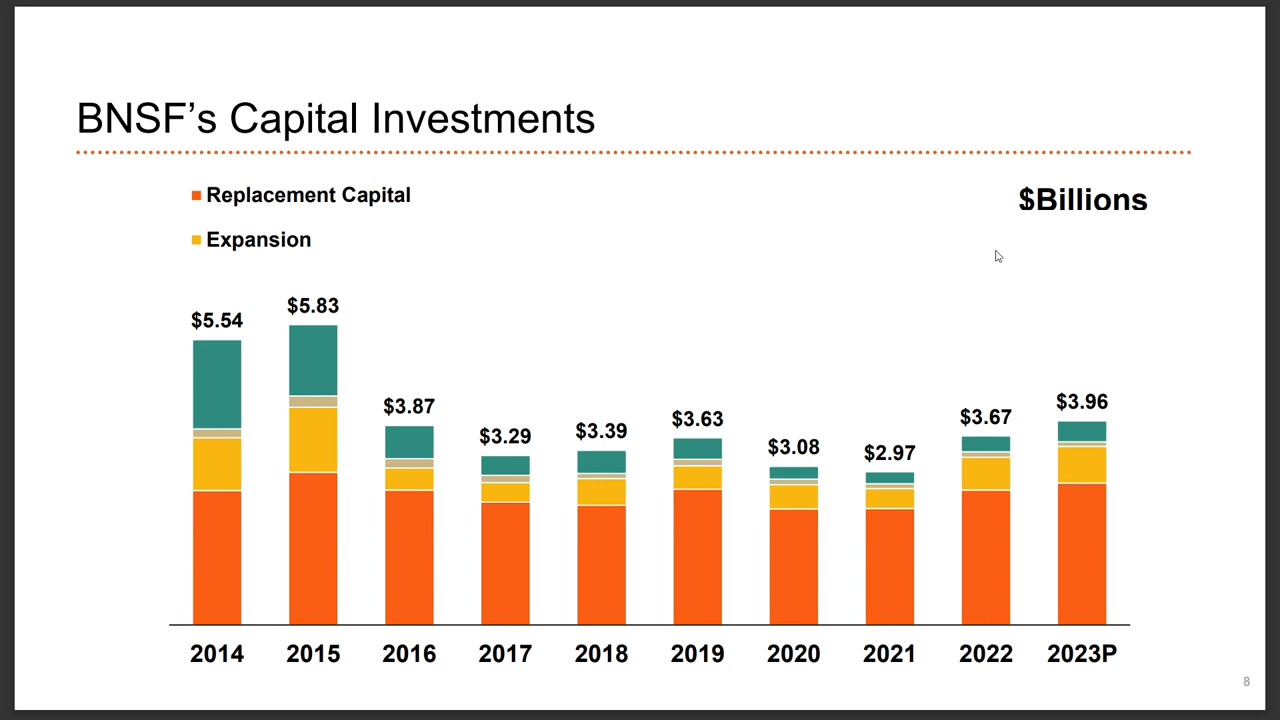 BNSF’s Capital Investments
Replacement Capital
$Billions
Expansion
$5.54
$5.83
$3.87
$3.29
$3.39
$3.63
$3.08
$2.97
$3.67
$3.96
2014 2015 2016 2017 2018 2019 2020 2021 2022 2023P
8